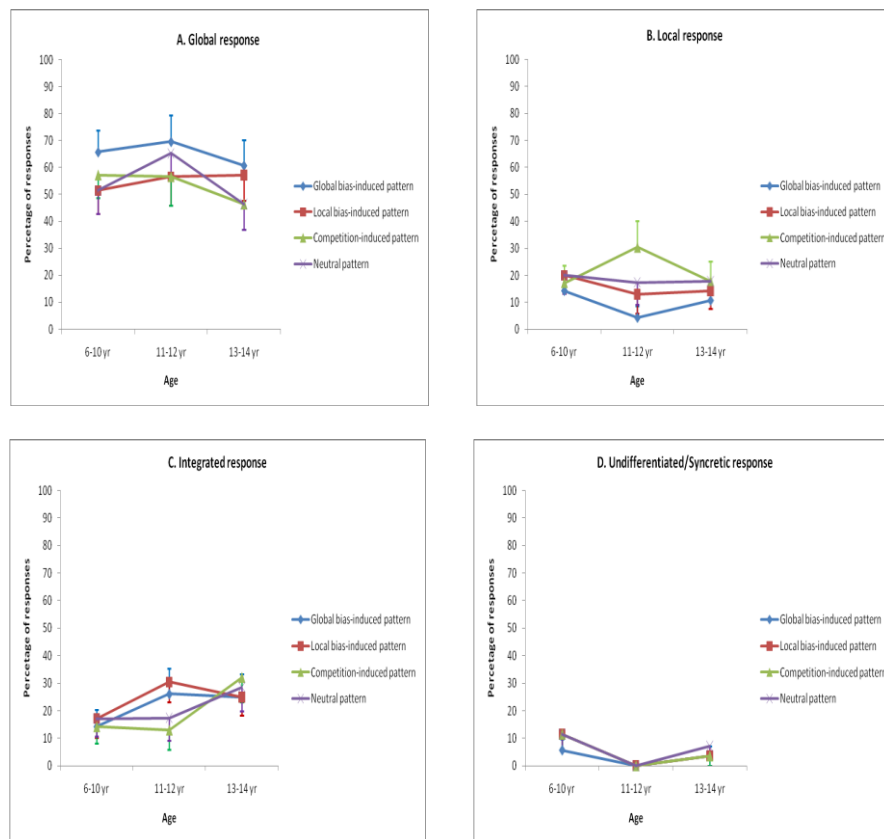 A. Global response
100
90
80
70
60
50
40
30
20
10
0
Percetage of responses
6-10 yr 11-12 yr 13-14 yr
Age
Global bias-induced pattern
Local bias-induced pattern
Competition-induced pattern
Neutral pattern
B. Local response
100
90
80
70
60
50
40
30
20
10
0
Percetage of responses
6-10 yr 11-12 yr 13-14 yr
Age
Global bias-induced pattern
Local bias-induced pattern
Competition-induced pattern
Neutral pattern
C. Integrated response
100
90
80
70
60
50
40
30
20
10
0
Percetage of responses
6-10 yr 11-12 yr 13-14 yr
Age
Global bias-induced pattern
Local bias-induced pattern
Competition-induced pattern
Neutral pattern
D. Undifferentiated/Syncretic response
100
90
80
70
60
50
40
30
20
10
0
Percetage of responses
6-10 yr 11-12 yr 13-14 yr
Age
Global bias-induced pattern
Local bias-induced pattern
Competition-induced pattern
Neutral pattern